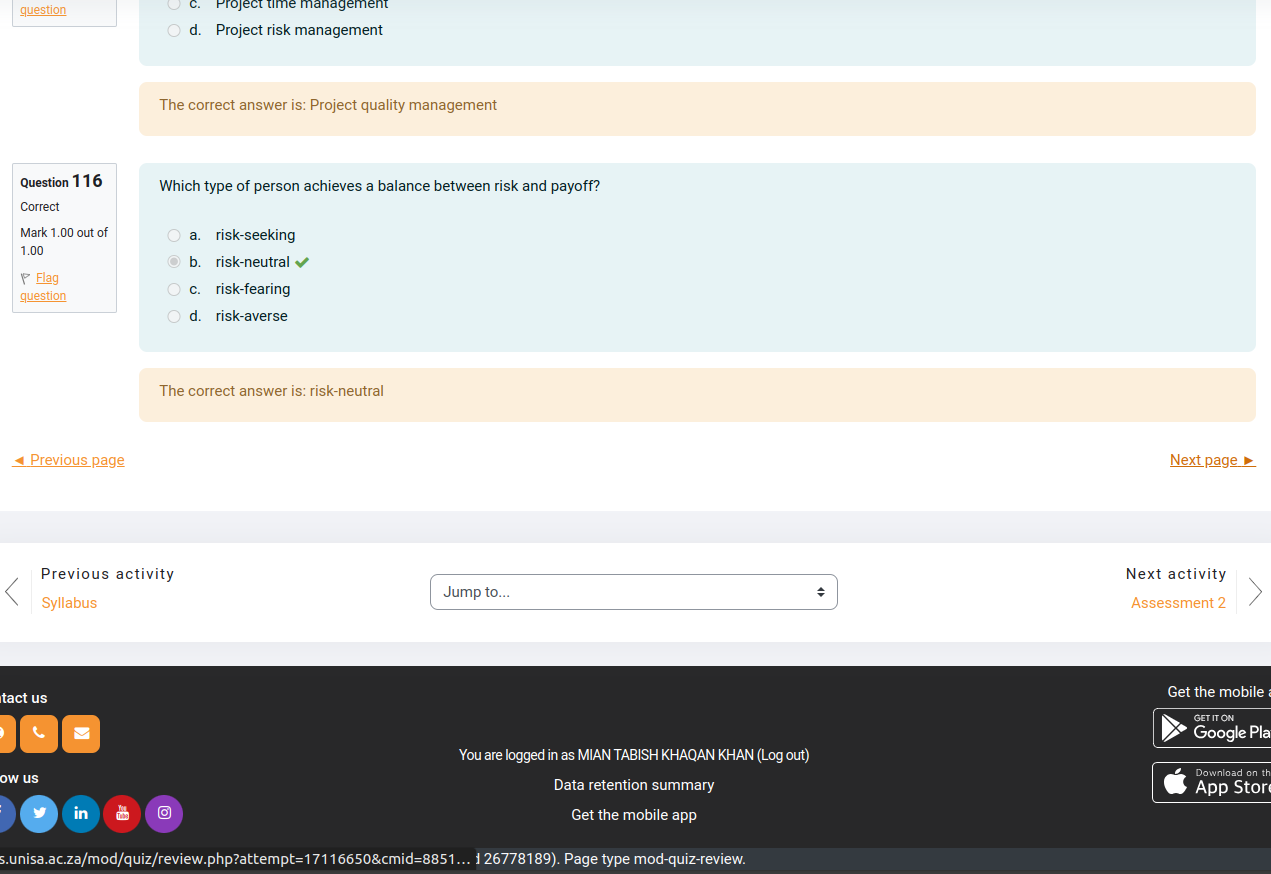 question
c. Project time management
d. Project risk management
The correct answer is: Project quality management
Question 116
Correct
Mark 1.00 out of
1.00
Flag
question
Which type of person achieves a balance between risk and payoff?
a. risk-seeking
b. risk-neutral
c. risk-fearing
d. risk-averse
The correct answer is: risk-neutral
◄ Previous page
Next page ►
Previous activity
Syllabus
Jump to...
Next activity
Assessment 2
tact us
ow us
You are logged in as MIAN TABISH KHAQAN KHAN (Log out)
Data retention summary
Get the mobile app
Get the mobile
GET IT ON
Google Pla
Download on th
App Stor
s.unisa.ac.za/mod/quiz/review.php?attempt=17116650&cmid=8851... 26778189). Page type mod-quiz-review.